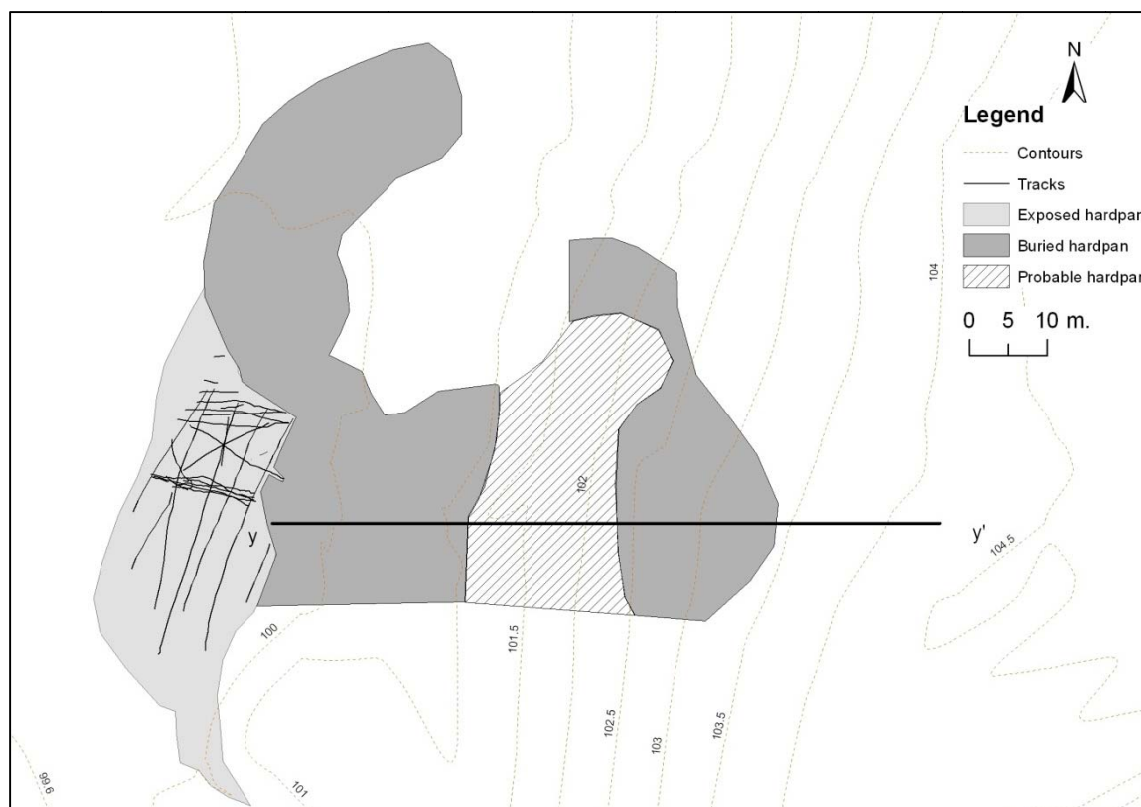 N
Legend
Contours
Tracks
Exposed hardpan
Buried hardpan
Probable hardpan
0 5 10 m.
104
102
y
y'
104.5
100
101.5
102.5
103
103.5
99.6
101